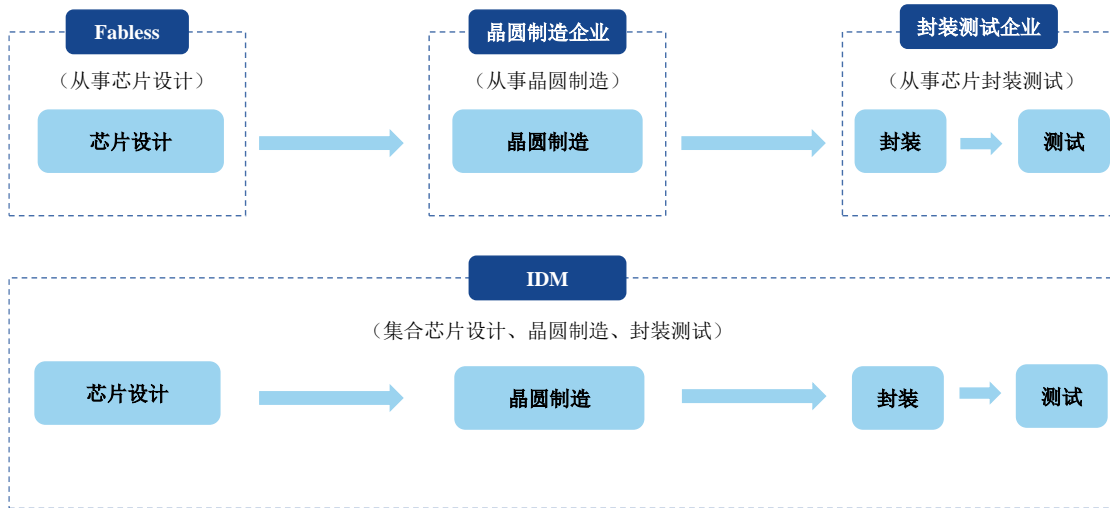 Fabless
晶圆制造企业
封装测试企业
（从事芯片设计）
（从事晶圆制造）
（从事芯片封装测试）
芯片设计
晶圆制造
封装
测试
IDM
（集合芯片设计、晶圆制造、封装测试）
芯片设计
晶圆制造
封装
测试